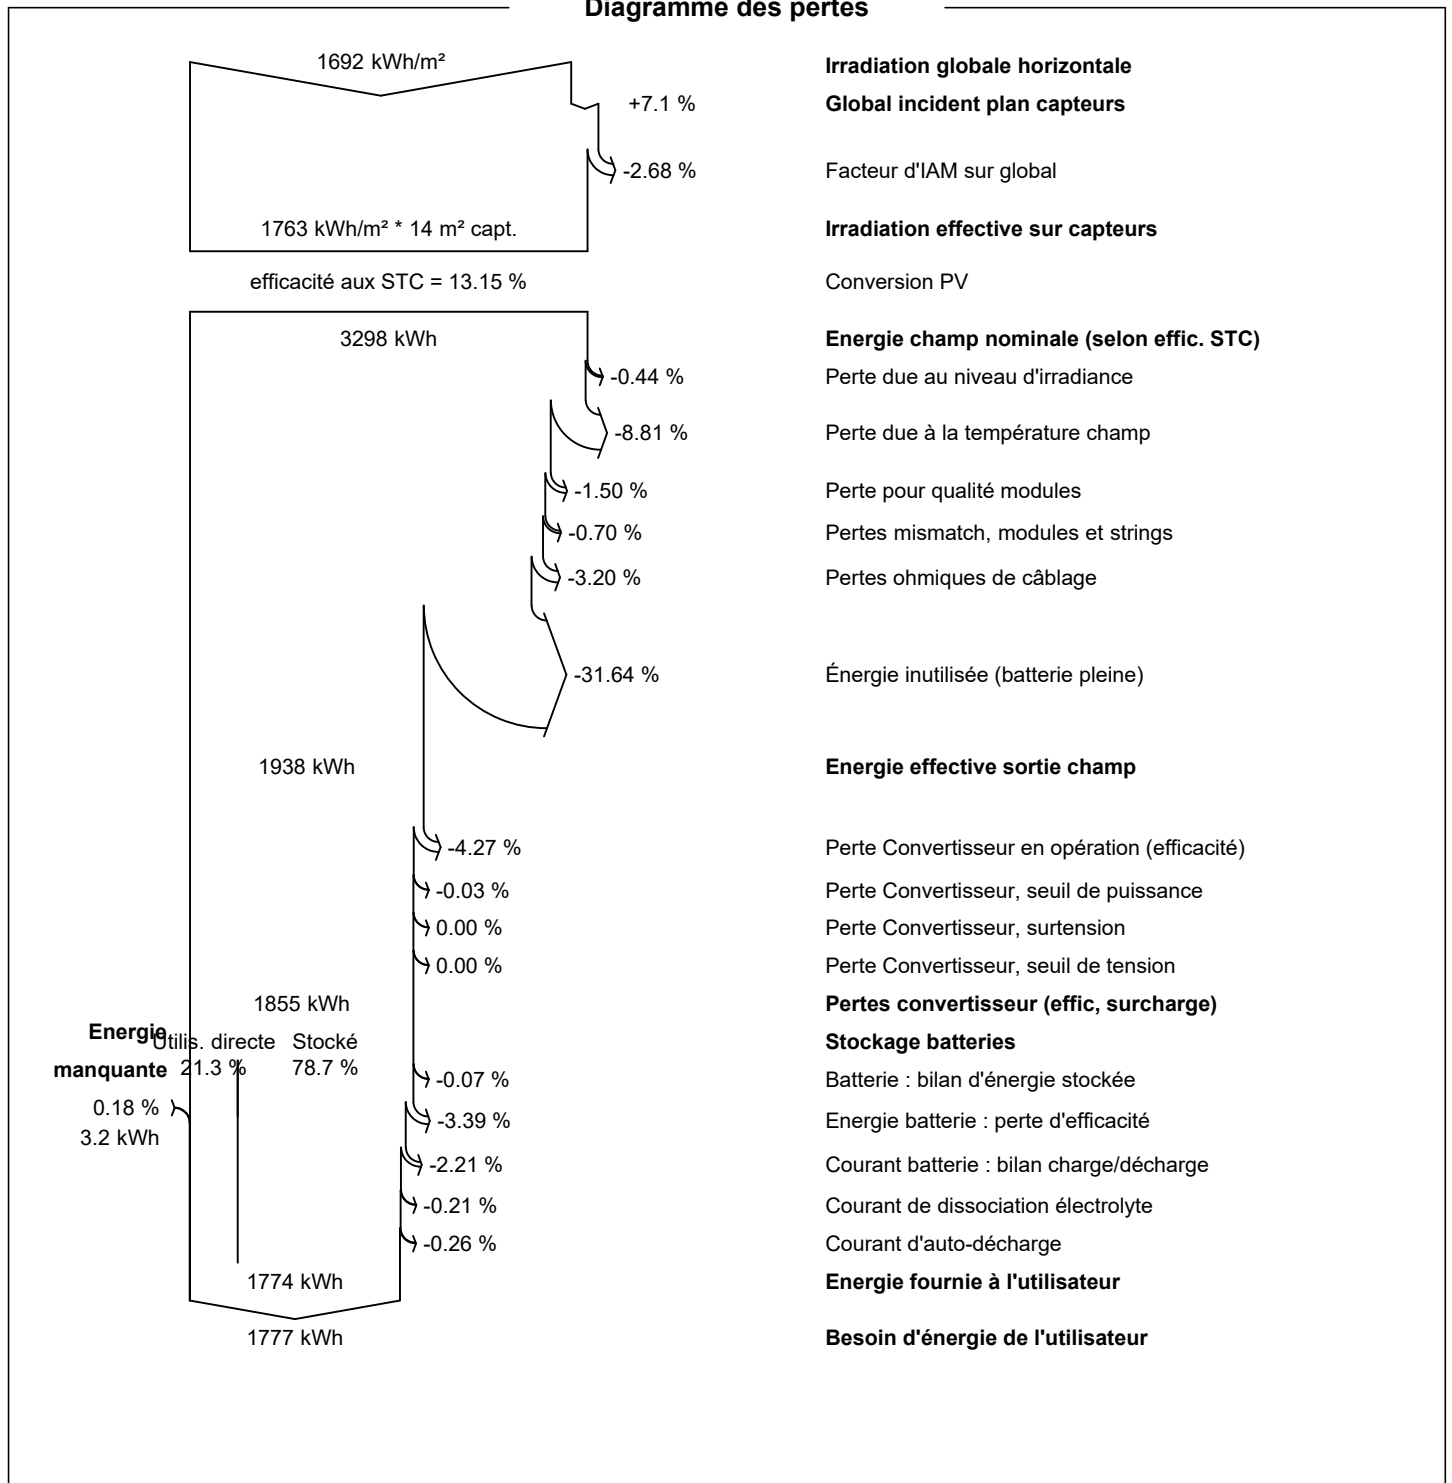 Diagramme des pertes
1692 kWh/m² Irradiation globale horizontale
+7.1 % Global incident plan capteurs
-2.68 % Facteur d'IAM sur global
1763 kWh/m² * 14 m² capt. Irradiation effective sur capteurs
efficacité aux STC = 13.15 % Conversion PV
3298 kWh Energie champ nominale (selon effic. STC)
-0.44 % Perte due au niveau d'irradiance
-8.81 % Perte due à la température champ
-1.50 % Perte pour qualité modules
-0.70 % Pertes mismatch, modules et strings
-3.20 % Pertes ohmiques de câblage
-31.64 % Énergie inutilisée (batterie pleine)
1938 kWh Energie effective sortie champ
-4.27 % Perte Convertisseur en opération (efficacité)
-0.03 % Perte Convertisseur, seuil de puissance
0.00 % Perte Convertisseur, surtension
0.00 % Perte Convertisseur, seuil de tension
1855 kWh Pertes convertisseur (effic, surcharge)
Energie Utilis. directe Stocké Stockage batteries
manquante 21.3 % 78.7 % -0.07 % Batterie : bilan d'énergie stockée
0.18 % -3.39 % Energie batterie : perte d'efficacité
3.2 kWh
-2.21 % Courant batterie : bilan charge/décharge
-0.21 % Courant de dissociation électrolyte
-0.26 % Courant d'auto-décharge
1774 kWh Energie fournie à l'utilisateur
1777 kWh Besoin d'énergie de l'utilisateur